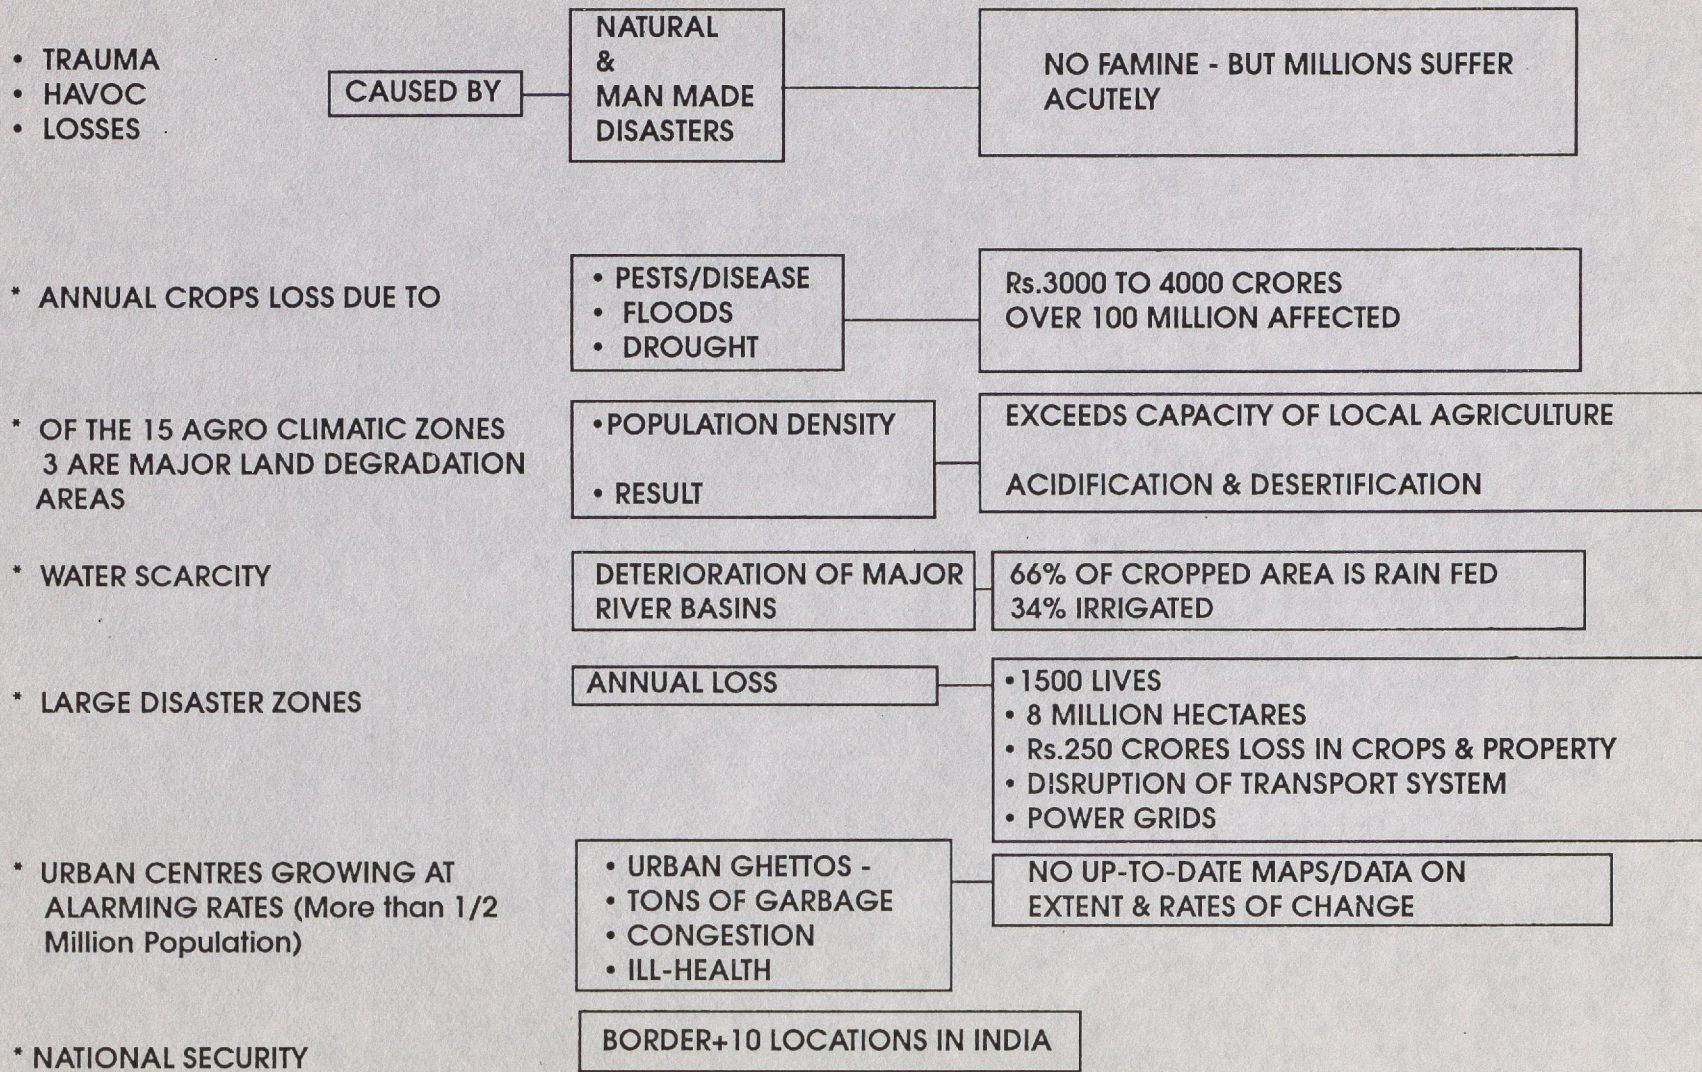 • TRAUMA
• HAVOC
• LOSSES
CAUSED BY
NATURAL
&
MAN MADE
DISASTERS
NO FAMINE - BUT MILLIONS SUFFER
ACUTELY
* ANNUAL CROPS LOSS DUE TO
• PESTS/DISEASE
• FLOODS
• DROUGHT
Rs.3000 TO 4000 CRORES
OVER 100 MILLION AFFECTED
* OF THE 15 AGRO CLIMATIC ZONES
3 ARE MAJOR LAND DEGRADATION
AREAS
• POPULATION DENSITY
• RESULT
EXCEEDS CAPACITY OF LOCAL AGRICULTURE
ACIDIFICATION & DESERTIFICATION
* WATER SCARCITY
DETERIORATION OF MAJOR
RIVER BASINS
66% OF CROPPED AREA IS RAIN FED
34% IRRIGATED
* LARGE DISASTER ZONES
ANNUAL LOSS
• 1500 LIVES
• 8 MILLION HECTARES
• Rs.250 CRORES LOSS IN CROPS & PROPERTY
• DISRUPTION OF TRANSPORT SYSTEM
• POWER GRIDS
* URBAN CENTRES GROWING AT
ALARMING RATES (More than 1/2
Million Population)
• URBAN GHETTOS -
• TONS OF GARBAGE
• CONGESTION
• ILL-HEALTH
NO UP-TO-DATE MAPS/DATA ON
EXTENT & RATES OF CHANGE
* NATIONAL SECURITY
BORDER+10 LOCATIONS IN INDIA